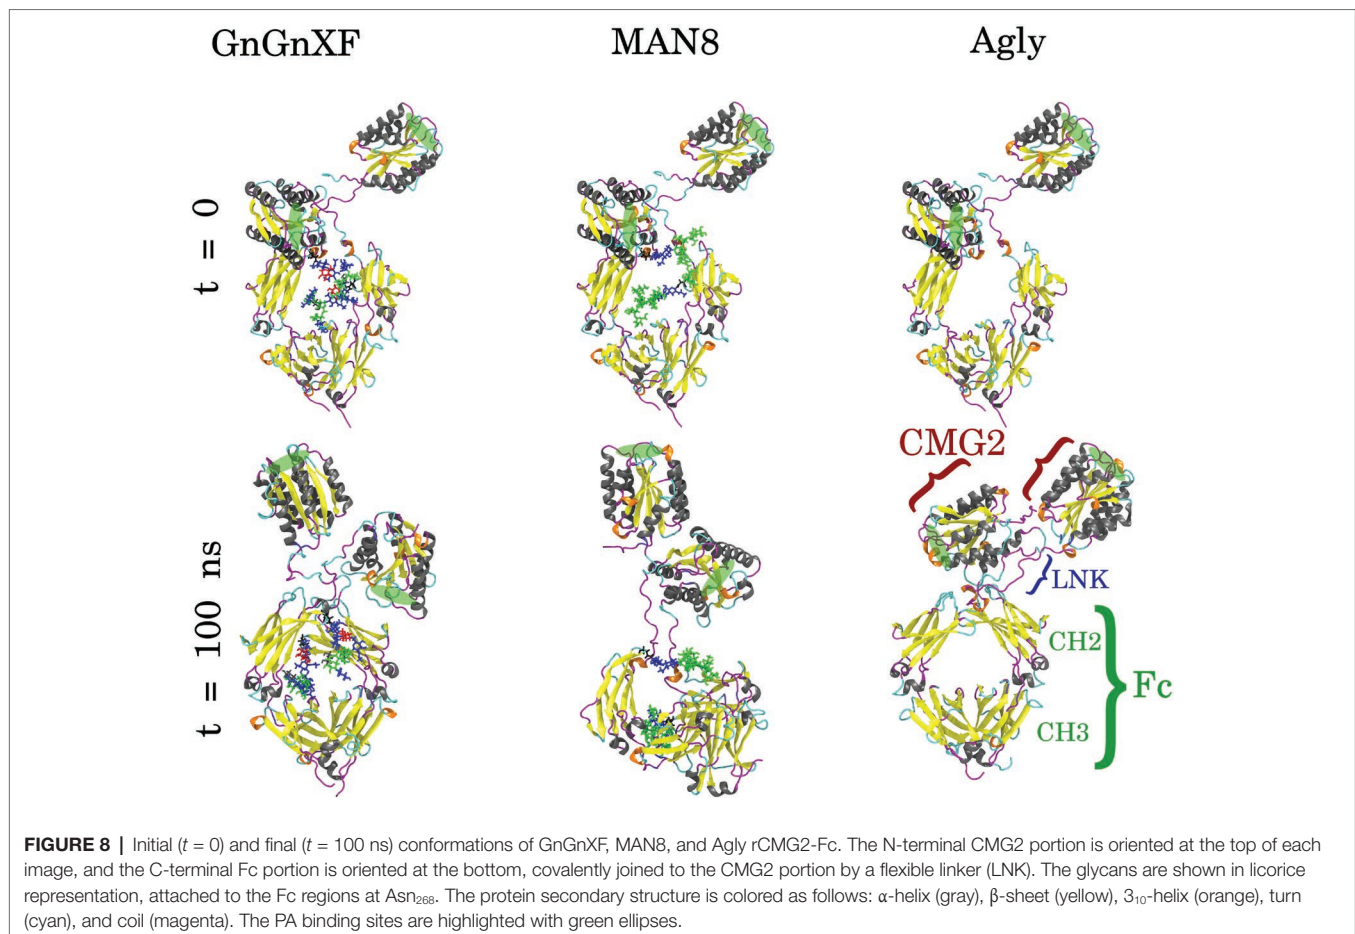 GnGnXF MAN8 Agly
t = 0
CMG2
LNK
t = 100 ns
CH2
Fc
CH3
FIGURE 8 | Initial (t = 0) and final (t = 100 ns) conformations of GnGnXF, MAN8, and Agly rCMG2-Fc. The N-terminal CMG2 portion is oriented at the top of each
image, and the C-terminal Fc portion is oriented at the bottom, covalently joined to the CMG2 portion by a flexible linker (LNK). The glycans are shown in licorice
representation, attached to the Fc regions at Asn₂₆₈. The protein secondary structure is colored as follows: α-helix (gray), β-sheet (yellow), 3₁₀-helix (orange), turn
(cyan), and coil (magenta). The PA binding sites are highlighted with green ellipses.